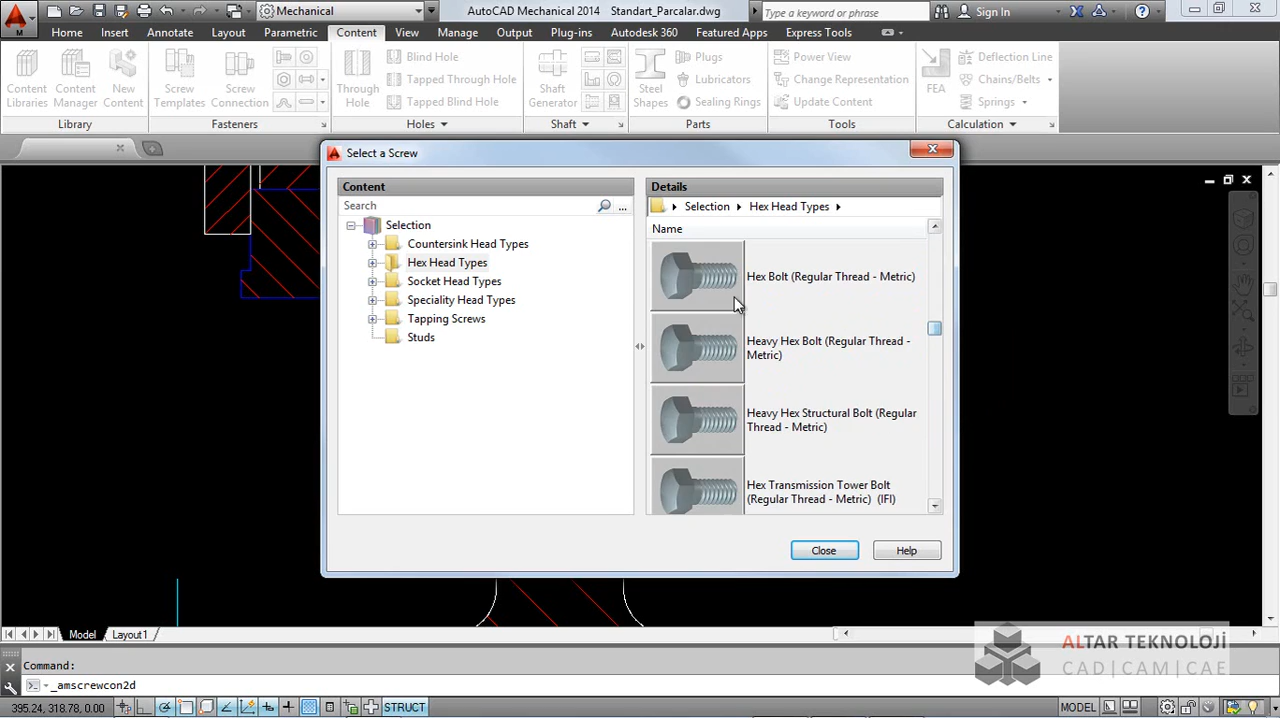 Mechanical
AutoCAD Mechanical 2014 Standart_Parcalar.dwg
Type a keyword or phrase
Sign In
Home Insert Annotate Layout Parametric Content View Manage Output Plug-ins Autodesk 360 Featured Apps Express Tools
Content Libraries
Content Manager
New Content
Library
Screw Templates
Screw Connection
Fasteners
Through Hole
Blind Hole
Tapped Through Hole
Tapped Blind Hole
Holes
Shaft Generator
Shaft
Steel Shapes
Plugs
Lubricators
Sealing Rings
Parts
Power View
Change Representation
Update Content
Tools
FEA
Deflection Line
Chains/Belts
Springs
Calculation
Select a Screw
Content
Search
...
Selection
Countersink Head Types
Hex Head Types
Socket Head Types
Speciality Head Types
Tapping Screws
Studs
Details
Selection Hex Head Types
Name
Hex Bolt (Regular Thread - Metric)
Heavy Hex Bolt (Regular Thread -
Metric)
Heavy Hex Structural Bolt (Regular
Thread - Metric)
Hex Transmission Tower Bolt
(Regular Thread - Metric) (IFI)
Close
Help
Model Layout1
ALTAR TEKNOLOJİ
CAD|CAM|CAE
Command:
_amscrewcon2d
395.24, 318.78, 0.00
STRUCT
MODEL